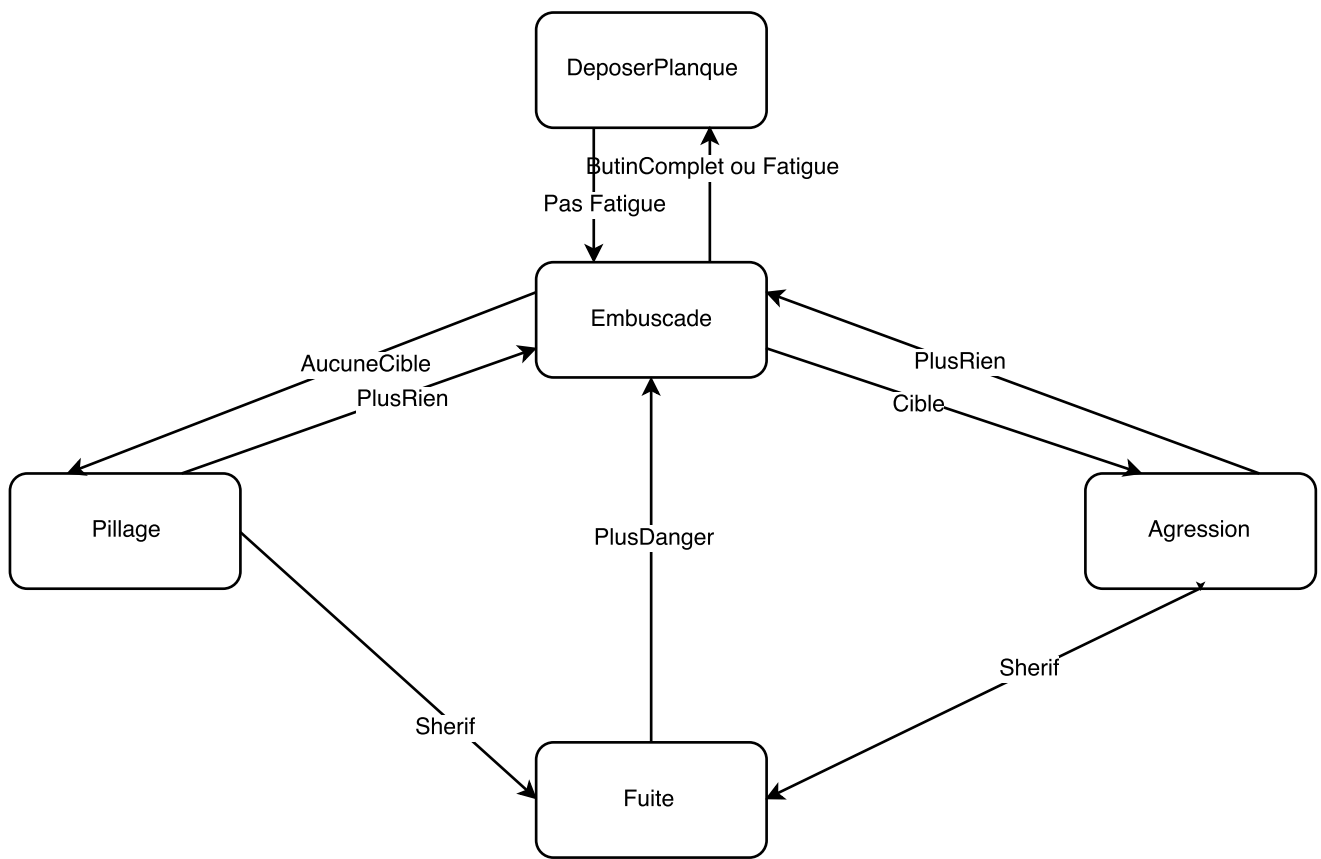 DeposerPlanque
ButinComplet ou Fatigue
Pas Fatigue
Embuscade
AucuneCible
PlusRien
PlusRien
Cible
Pillage
PlusDanger
Agression
Sherif
Sherif
Fuite